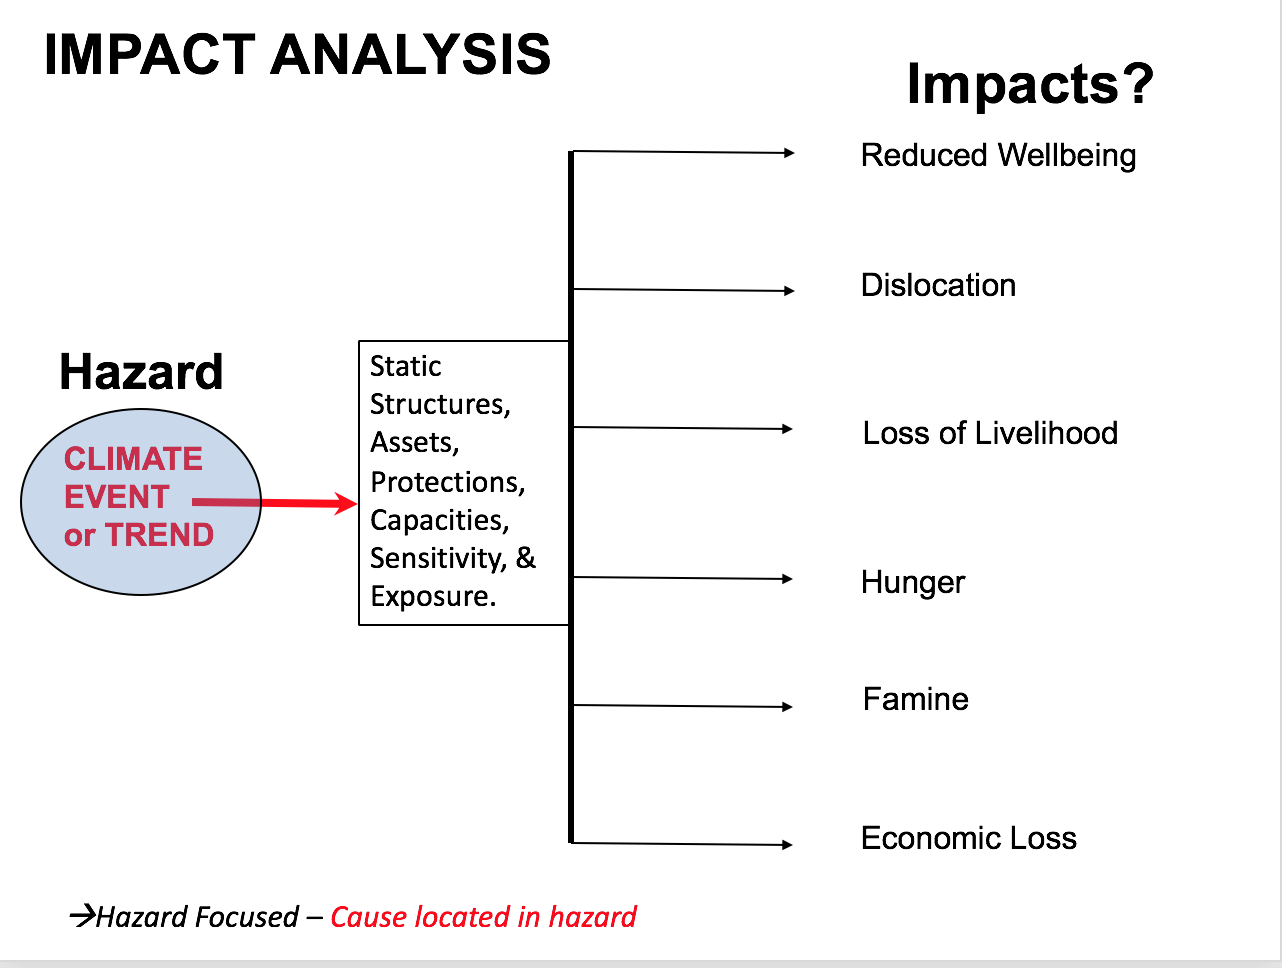 IMPACT ANALYSIS
Impacts?
Reduced Wellbeing
Dislocation
Hazard
CLIMATE
EVENT
or TREND
Static
Structures,
Assets,
Protections,
Capacities,
Sensitivity, &
Exposure.
Loss of Livelihood
Hunger
Famine
Economic Loss
→Hazard Focused – Cause located in hazard